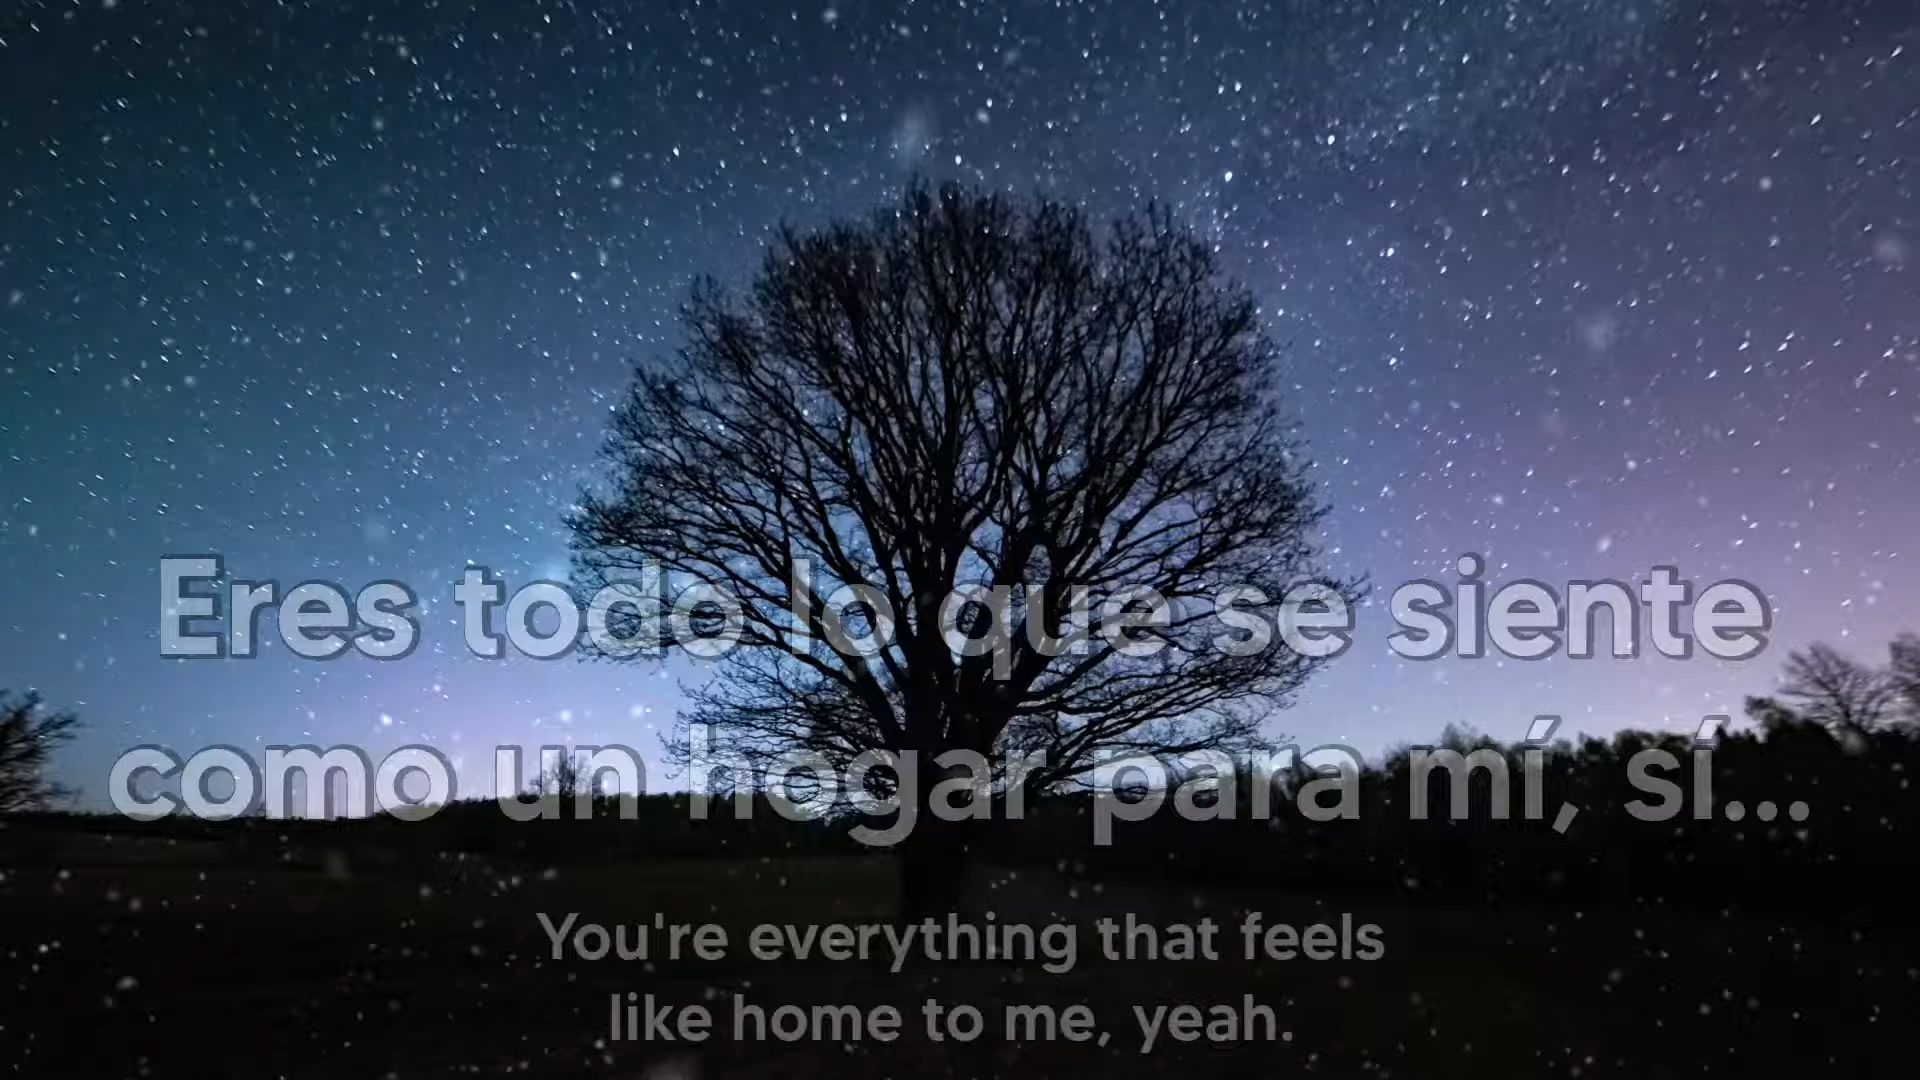 Eres todo lo que se siente
como un hogar para mí, sí...
You're everything that feels
like home to me, yeah.